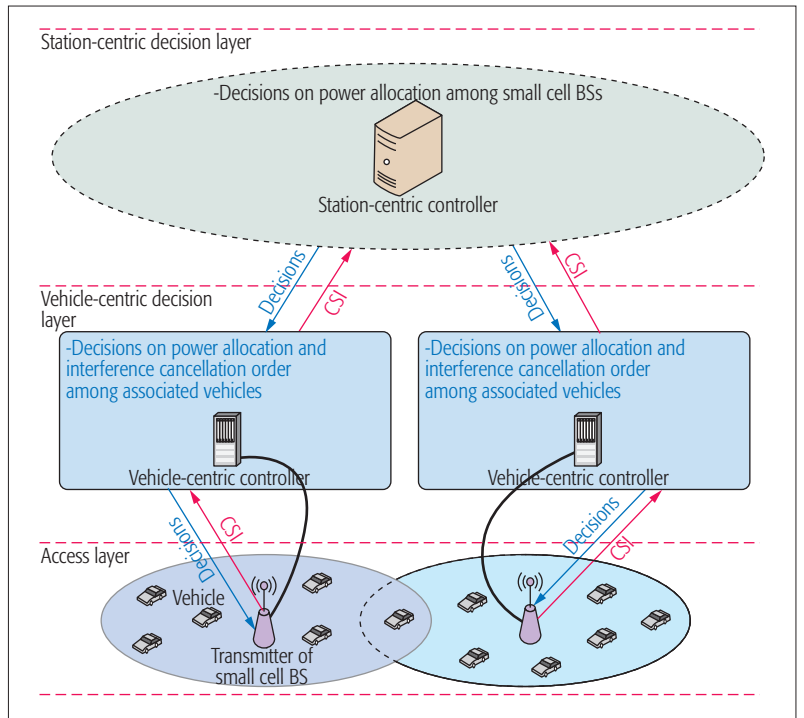 Station-centric decision layer
-Decisions on power allocation among small cell BSs
Station-centric controller
Decisions
CSI
Decisions
CSI
Vehicle-centric decision
layer
-Decisions on power allocation and
interference cancellation order
among associated vehicles
Vehicle-centric controller
-Decisions on power allocation and
interference cancellation order
among associated vehicles
Vehicle-centric controller
Decisions
CSI
Decisions
CSI
Access layer
Vehicle
Transmitter of
small cell BS